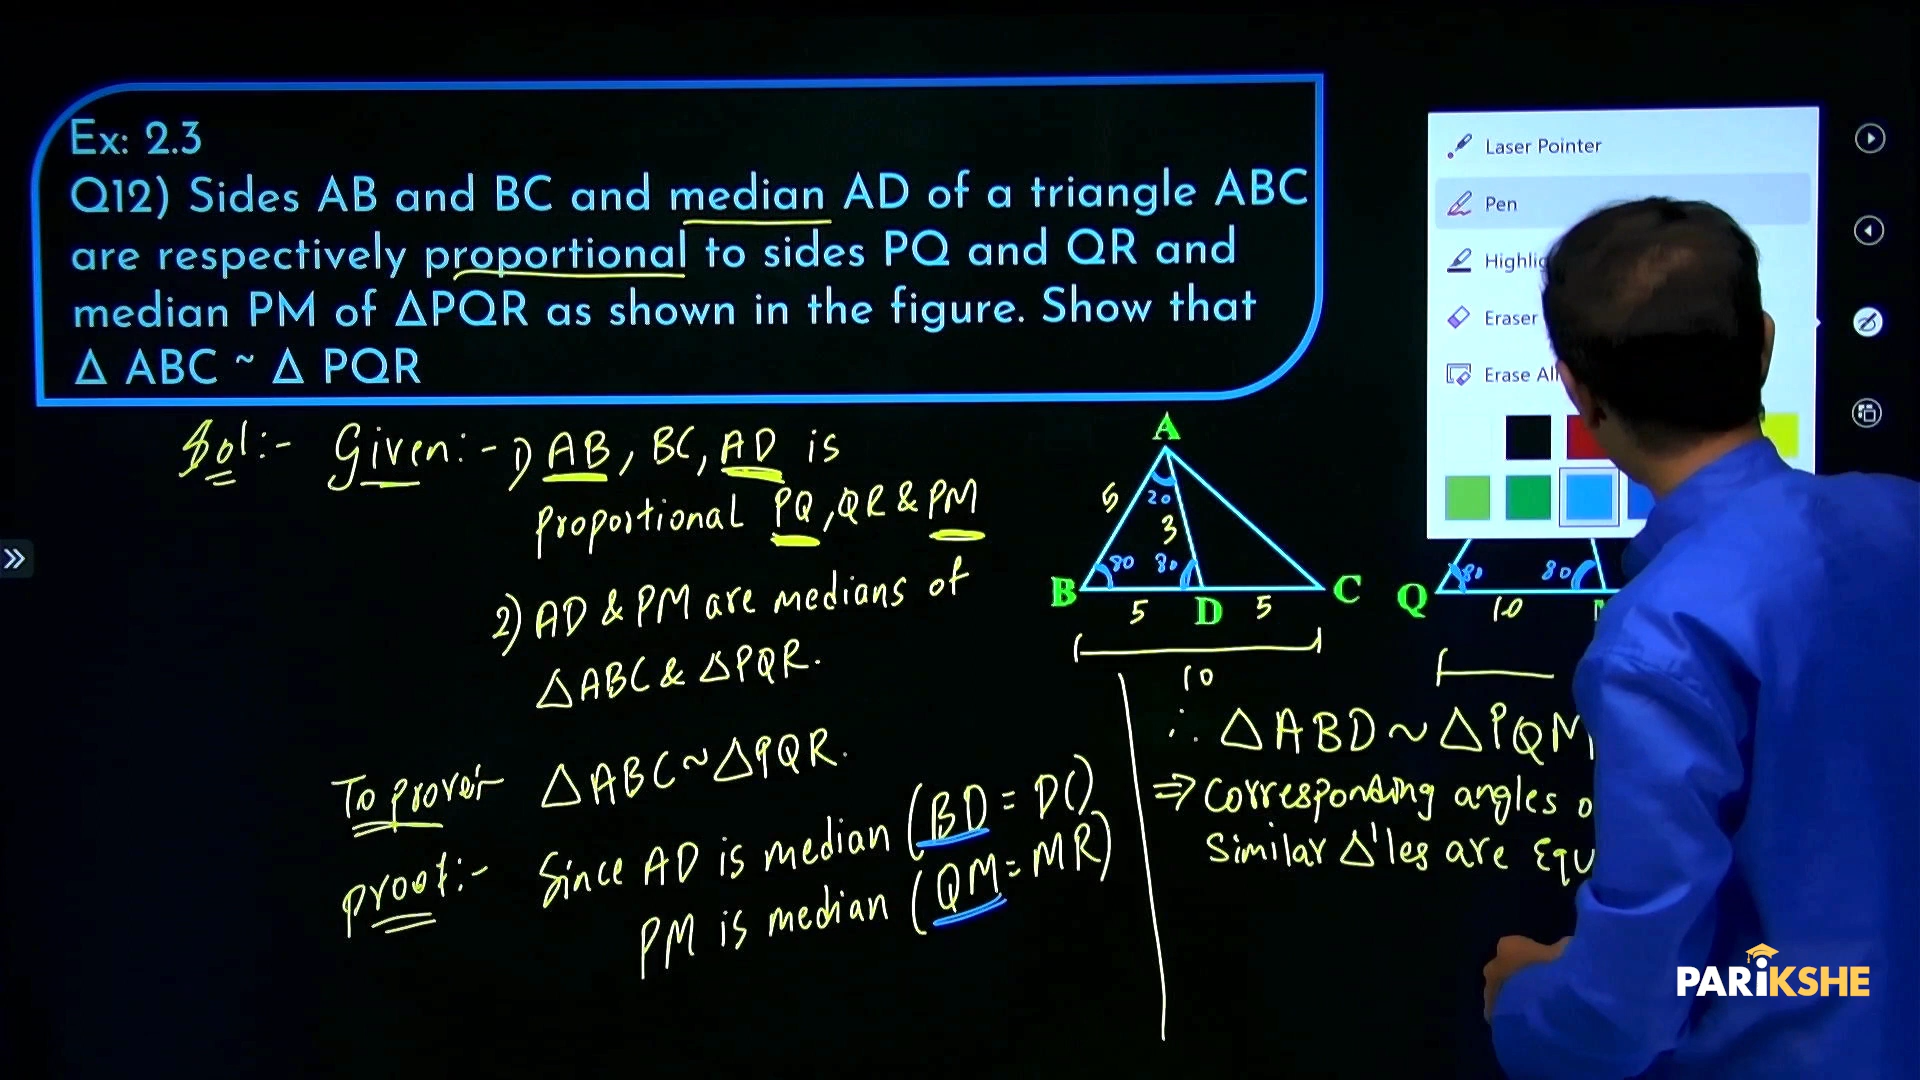 Ex: 2.3
Q12) Sides AB and BC and median AD of a triangle ABC
are respectively proportional to sides PQ and QR and
median PM of ΔPQR as shown in the figure. Show that
Δ ABC ~ Δ PQR
Sol:- Given:- 1) AB, BC, AD is
proportional PQ, QR & PM
2) AD & PM are medians of
ΔABC & ΔPQR.
To prove:- ΔABC ~ ΔPQR.
proof:- Since AD is median (BD = DC)
PM is median (QM = MR)
A
5
20
3
80 80
B 5 D 5 C
10
80 80
Q 10
∴ ΔABD ~ ΔPQM
⇒ Corresponding angles
Similar Δ'les are
Laser Pointer
Pen
Eraser
Erase All
PARIKSHE